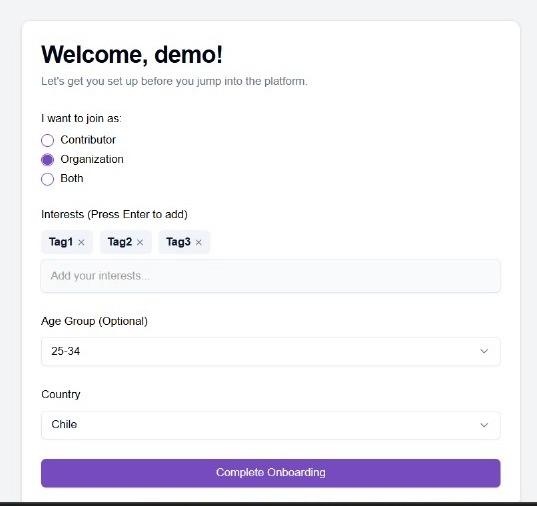 Welcome, demo!
Let's get you set up before you jump into the platform.
I want to join as:
Contributor
Organization
Both
Interests (Press Enter to add)
Tag1 × Tag2 × Tag3 ×
Add your interests...
Age Group (Optional)
25-34
Country
Chile
Complete Onboarding